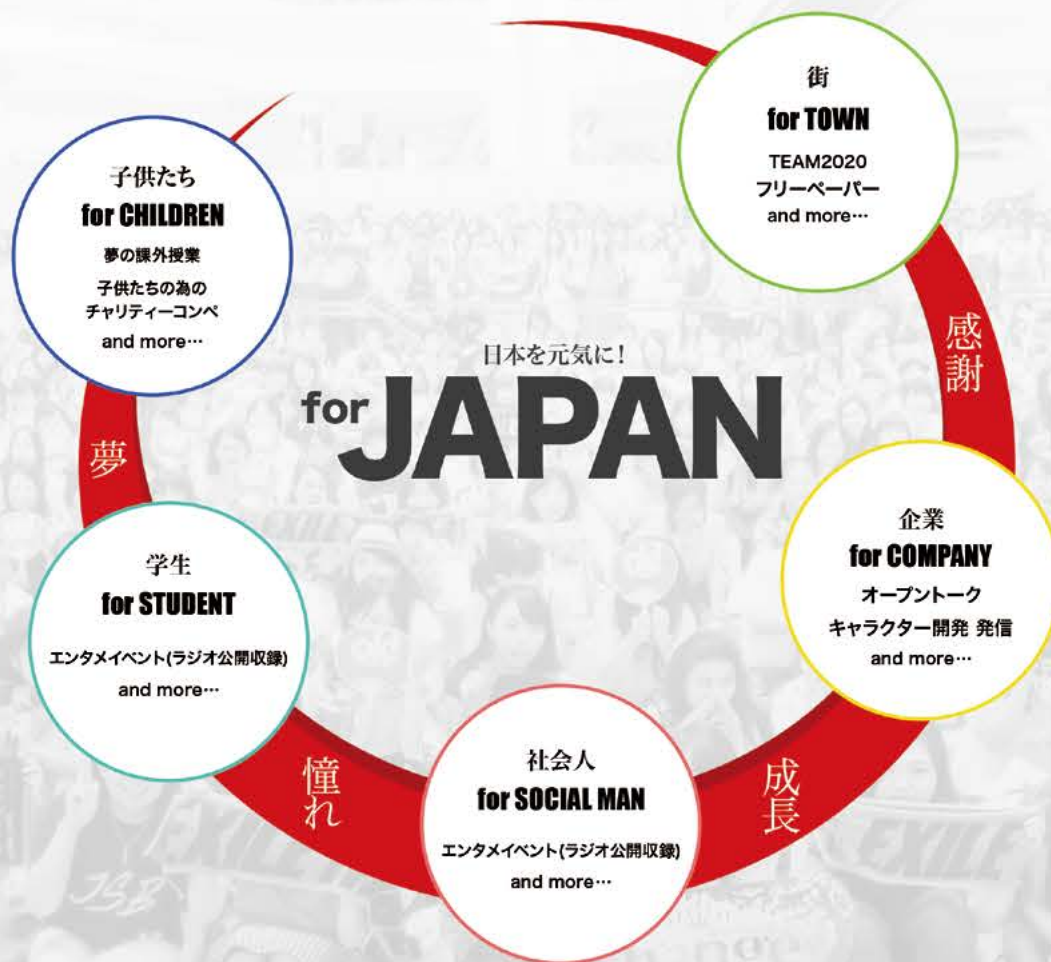 街
for TOWN
TEAM2020
フリーペーパー
and more…
子供たち
for CHILDREN
夢の課外授業
子供たちの為の
チャリティーコンペ
and more…
感謝
日本を元気に!
for JAPAN
夢
企業
for COMPANY
オープントーク
キャラクター開発 発信
and more…
学生
for STUDENT
エンタメイベント(ラジオ公開収録)
and more…
憧れ
社会人
for SOCIAL MAN
エンタメイベント(ラジオ公開収録)
and more…
成長
EXILE
JSB